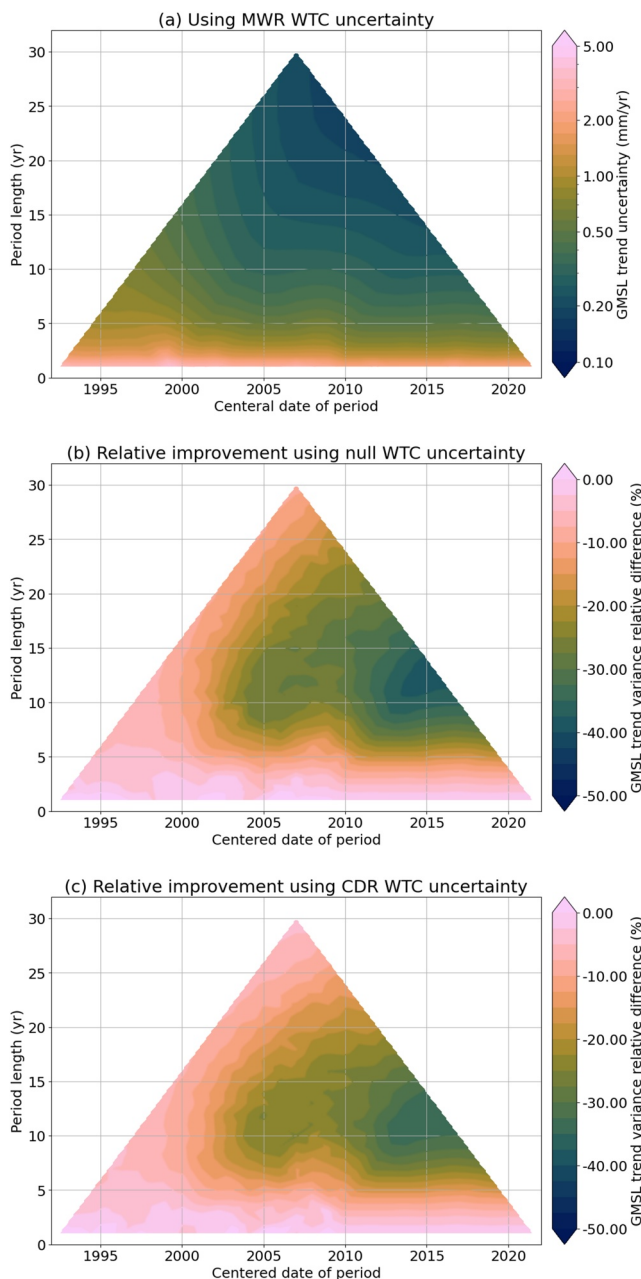 (a) Using MWR WTC uncertainty
Period length (yr)
30
25
20
15
10
5
0
1995 2000 2005 2010 2015 2020
Centeral date of period
5.00
2.00
1.00
0.50
0.20
0.10
GMSL trend uncertainty (mm/yr)
(b) Relative improvement using null WTC uncertainty
Period length (yr)
30
25
20
15
10
5
0
1995 2000 2005 2010 2015 2020
Centered date of period
0.00
-10.00
-20.00
-30.00
-40.00
-50.00
GMSL trend variance relative difference (%)
(c) Relative improvement using CDR WTC uncertainty
Period length (yr)
30
25
20
15
10
5
0
1995 2000 2005 2010 2015 2020
Centered date of period
0.00
-10.00
-20.00
-30.00
-40.00
-50.00
GMSL trend variance relative difference (%)